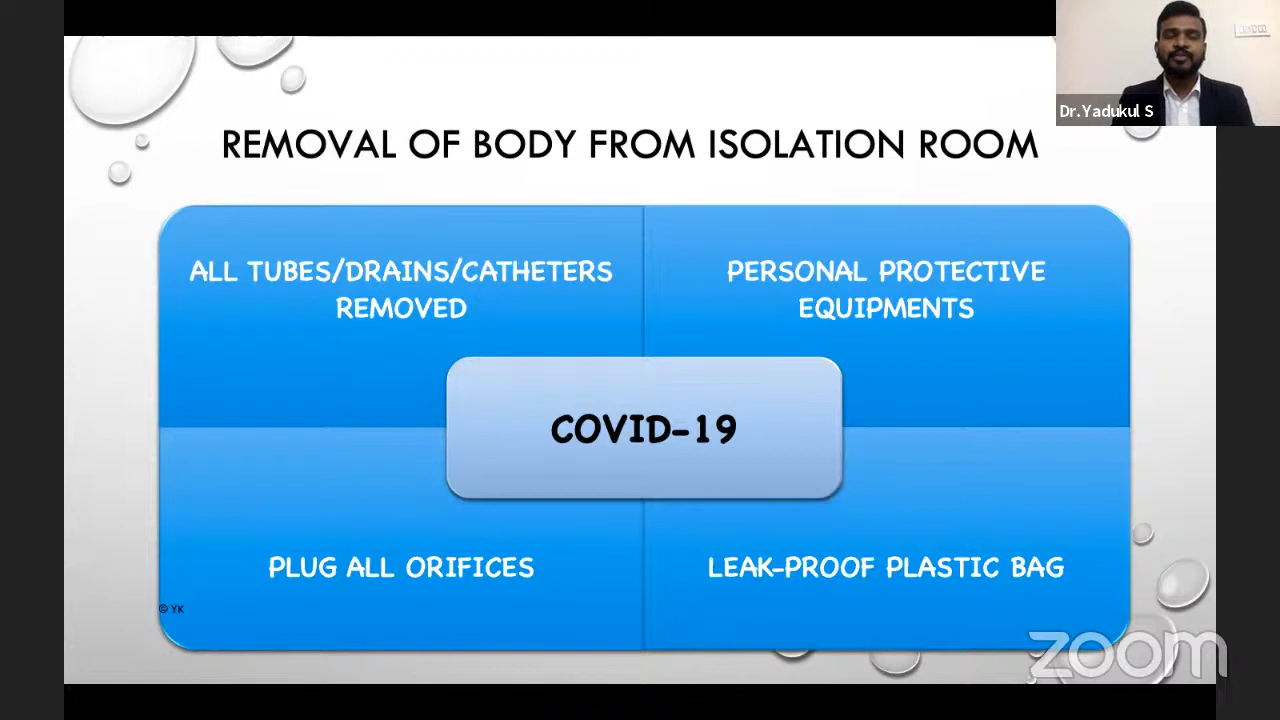 Dr.Yadukul S
REMOVAL OF BODY FROM ISOLATION ROOM
ALL TUBES/DRAINS/CATHETERS
REMOVED
PERSONAL PROTECTIVE
EQUIPMENTS
COVID-19
PLUG ALL ORIFICES
LEAK-PROOF PLASTIC BAG
© YK
zoom